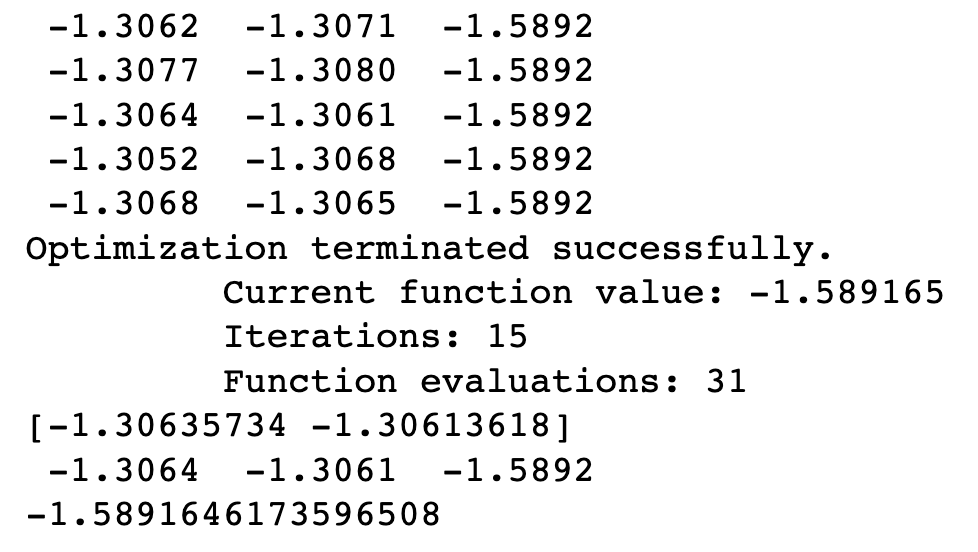 -1.3062 -1.3071 -1.5892
-1.3077 -1.3080 -1.5892
-1.3064 -1.3061 -1.5892
-1.3052 -1.3068 -1.5892
-1.3068 -1.3065 -1.5892
Optimization terminated successfully.
Current function value: -1.589165
Iterations: 15
Function evaluations: 31
[-1.30635734 -1.30613618]
-1.3064 -1.3061 -1.5892
-1.5891646173596508